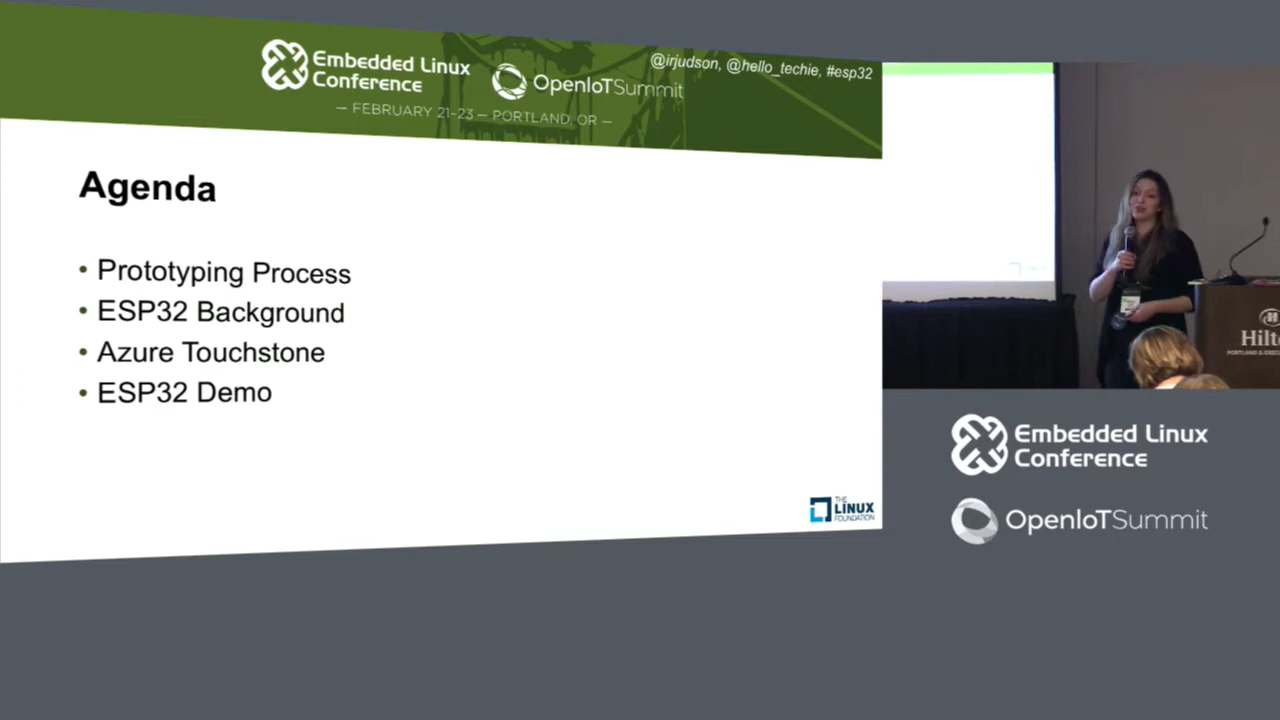 Embedded Linux
Conference
OpenIoTSummit
— FEBRUARY 21-23 — PORTLAND, OR —
@irjudson, @hello_techie, #esp32
Agenda
• Prototyping Process
• ESP32 Background
• Azure Touchstone
• ESP32 Demo
THE
LINUX
FOUNDATION
Hilt
Embedded Linux
Conference
OpenIoTSummit